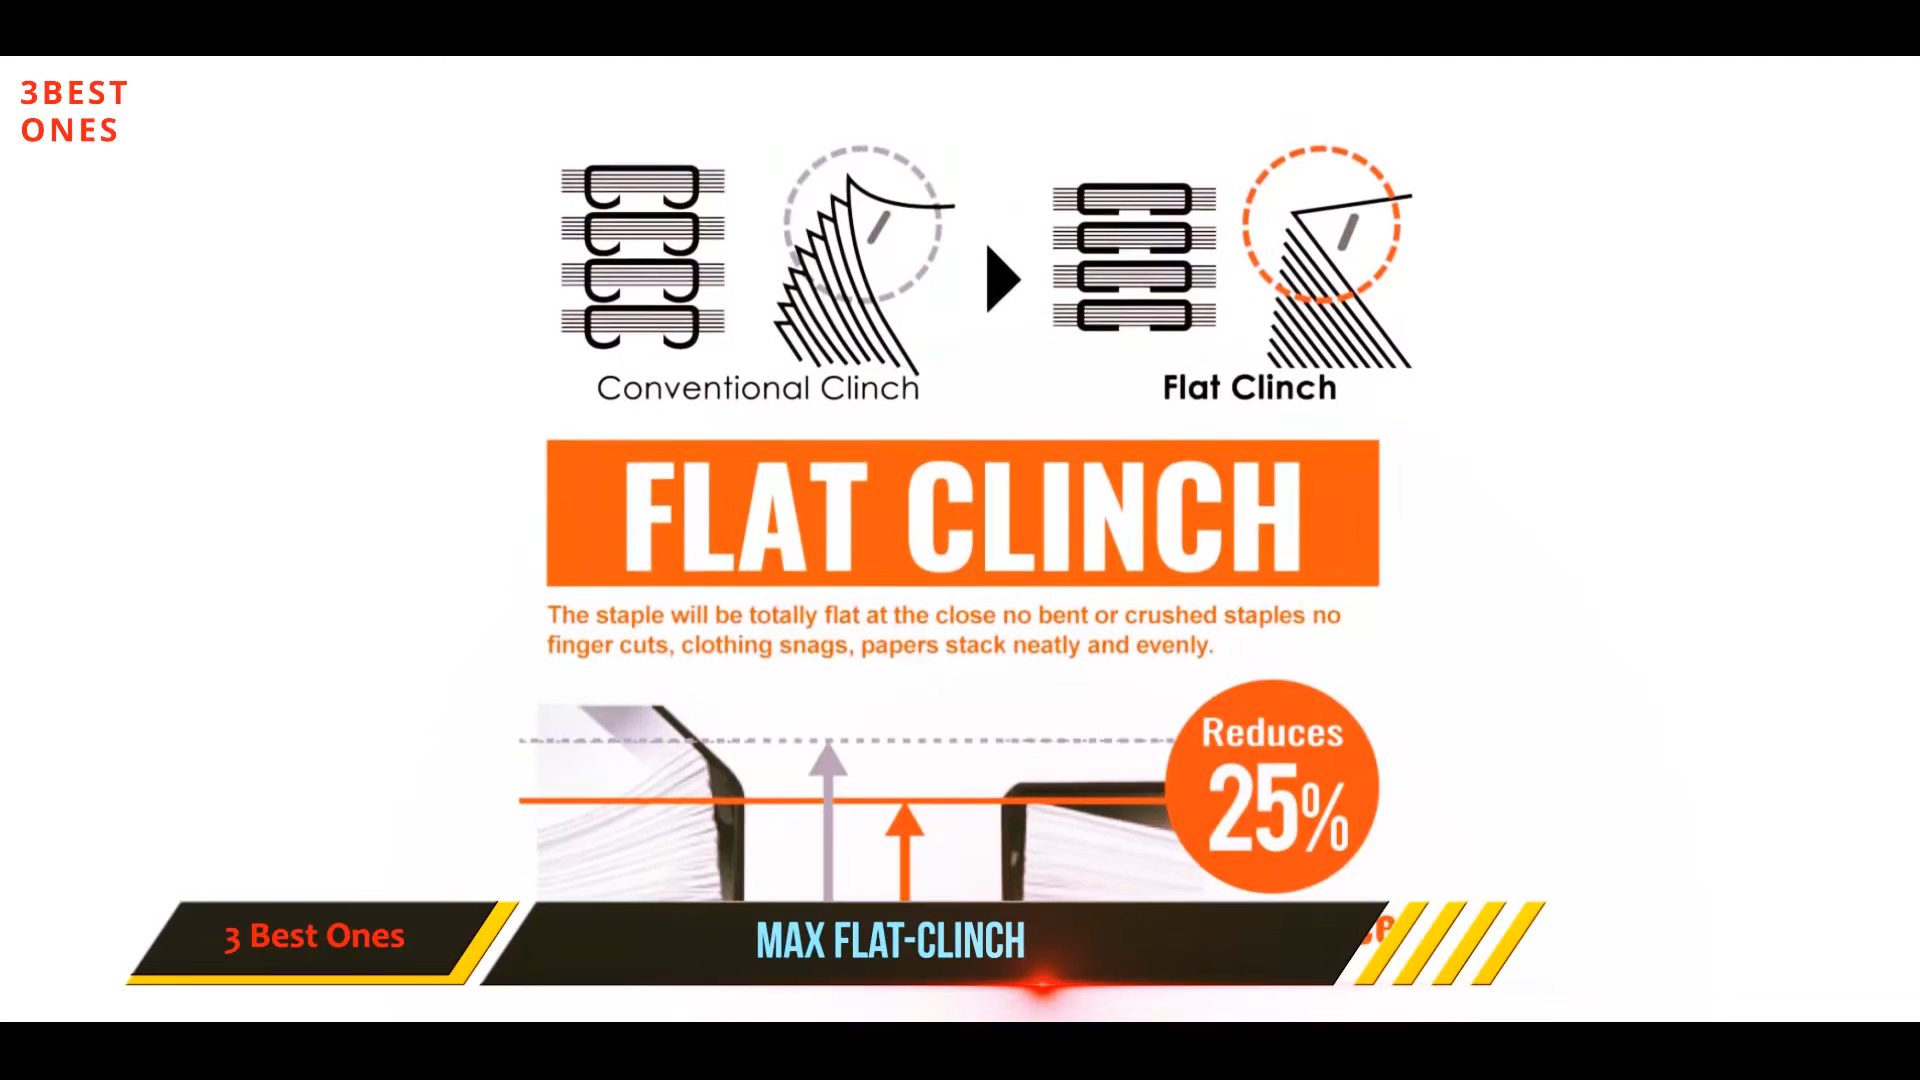 3BEST
ONES
Conventional Clinch
Flat Clinch
FLAT CLINCH
The staple will be totally flat at the close no bent or crushed staples no
finger cuts, clothing snags, papers stack neatly and evenly.
Reduces
25%
3 Best Ones
MAX FLAT-CLINCH